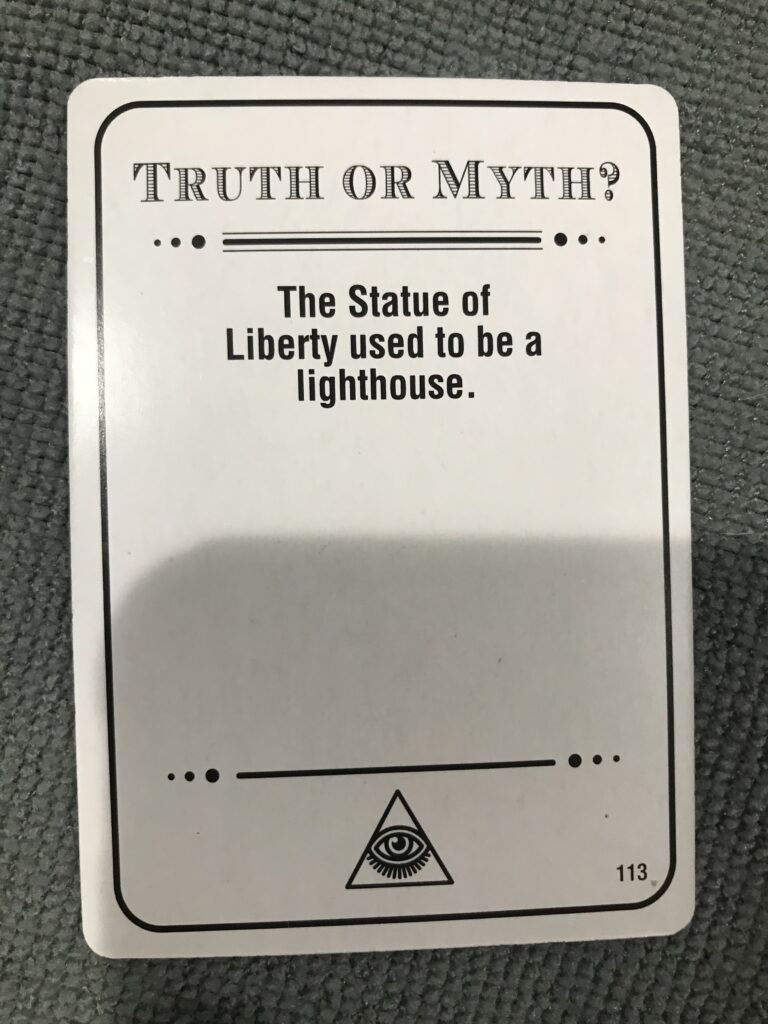 TRUTH OR MYTH?
The Statue of
Liberty used to be a
lighthouse.
113